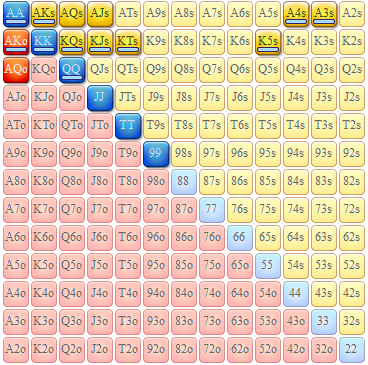 AA AKs AQs AJs ATs A9s A8s A7s A6s A5s A4s A3s A2s
AKo KK KQs KJs KTs K9s K8s K7s K6s K5s K4s K3s K2s
AQo KQo QQ QJs QTs Q9s Q8s Q7s Q6s Q5s Q4s Q3s Q2s
AJo KJo QJo JJ JTs J9s J8s J7s J6s J5s J4s J3s J2s
ATo KTo QTo JTo TT T9s T8s T7s T6s T5s T4s T3s T2s
A9o K9o Q9o J9o T9o 99 98s 97s 96s 95s 94s 93s 92s
A8o K8o Q8o J8o T8o 98o 88 87s 86s 85s 84s 83s 82s
A7o K7o Q7o J7o T7o 97o 87o 77 76s 75s 74s 73s 72s
A6o K6o Q6o J6o T6o 96o 86o 76o 66 65s 64s 63s 62s
A5o K5o Q5o J5o T5o 95o 85o 75o 65o 55 54s 53s 52s
A4o K4o Q4o J4o T4o 94o 84o 74o 64o 54o 44 43s 42s
A3o K3o Q3o J3o T3o 93o 83o 73o 63o 53o 43o 33 32s
A2o K2o Q2o J2o T2o 92o 82o 72o 62o 52o 42o 32o 22